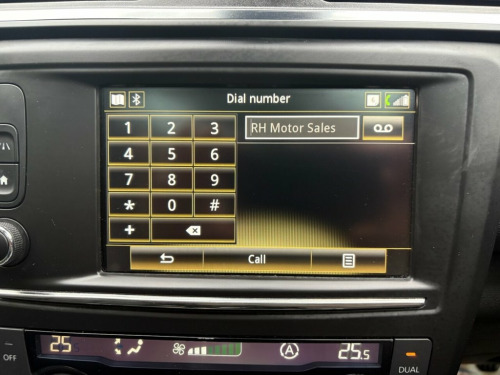 Dial number
1 2 3 RH Motor Sales
4 5 6
7 8 9
* 0 #
+
Call
OFF
25
A
25.5
DUAL